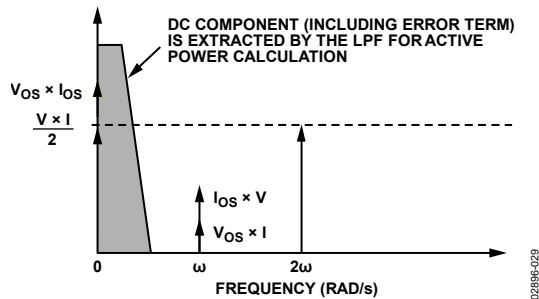 DC COMPONENT (INCLUDING ERROR TERM)
IS EXTRACTED BY THE LPF FOR ACTIVE
POWER CALCULATION
VOS × IOS
V × I
2
IOS × V
VOS × I
0
ω
2ω
FREQUENCY (RAD/s)
02896-029